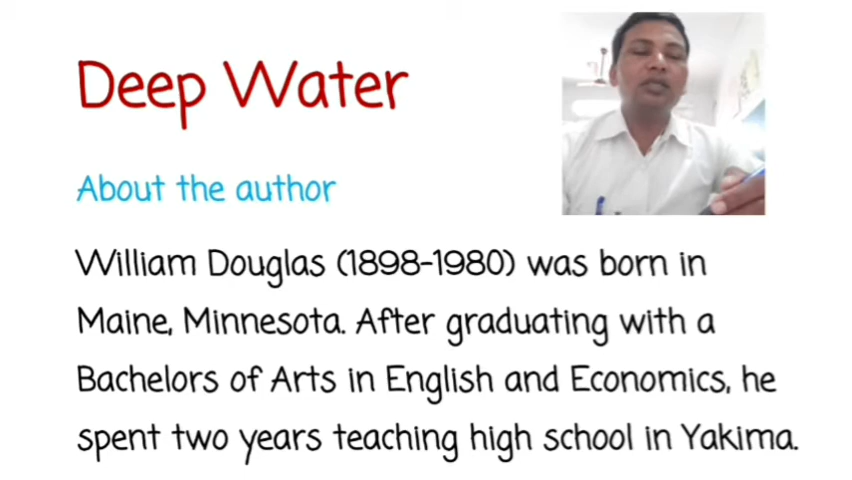 Deep Water
About the author
William Douglas (1898-1980) was born in
Maine, Minnesota. After graduating with a
Bachelors of Arts in English and Economics, he
spent two years teaching high school in Yakima.